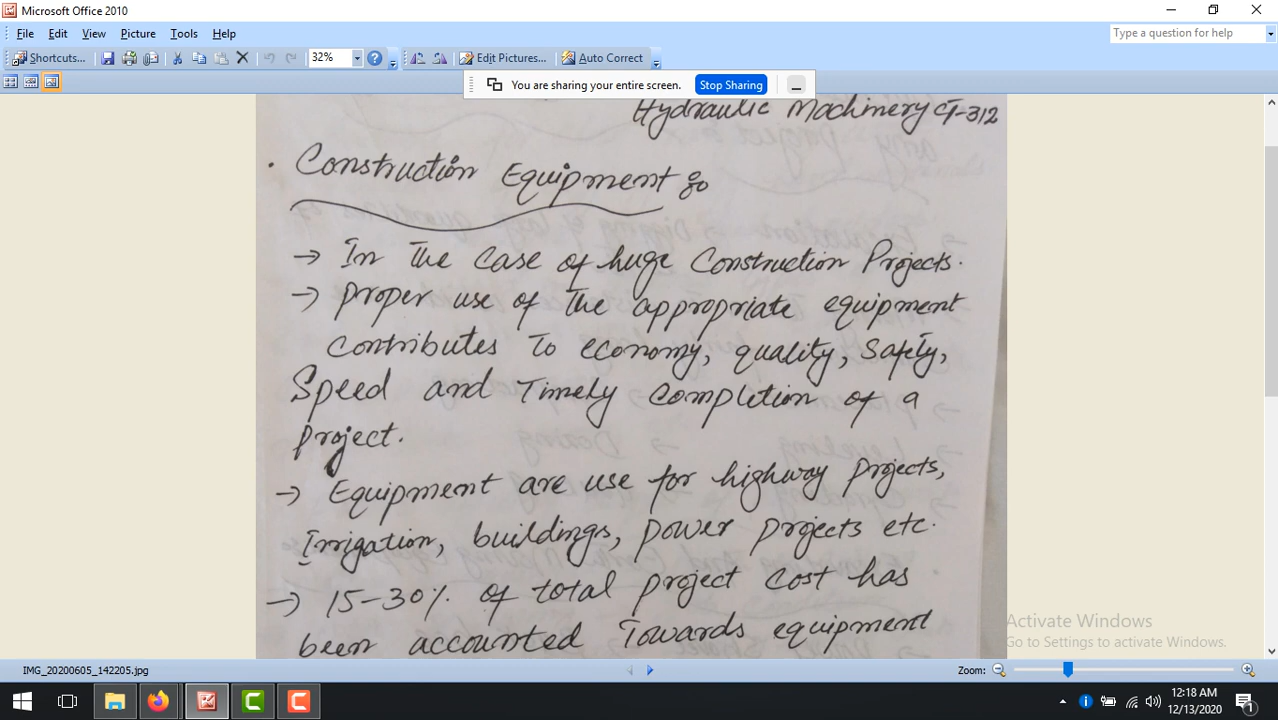 Microsoft Office 2010
File Edit View Picture Tools Help
Type a question for help
Shortcuts...
32%
Edit Pictures...
Auto Correct
You are sharing your entire screen.
Stop Sharing
Hydraulic Machinery CT-312
Construction Equipment
→ In the case of huge Construction Projects.
→ Proper use of the appropriate equipment
contributes to economy, quality, safety,
Speed and Timely completion of a
project.
→ Equipment are use for highway projects,
Irrigation, buildings, power projects etc.
→ 15-30% of total project cost has
been accounted Towards equipment
Activate Windows
Go to Settings to activate Windows.
IMG_20200605_142205.jpg
Zoom:
12:18 AM
12/13/2020
1